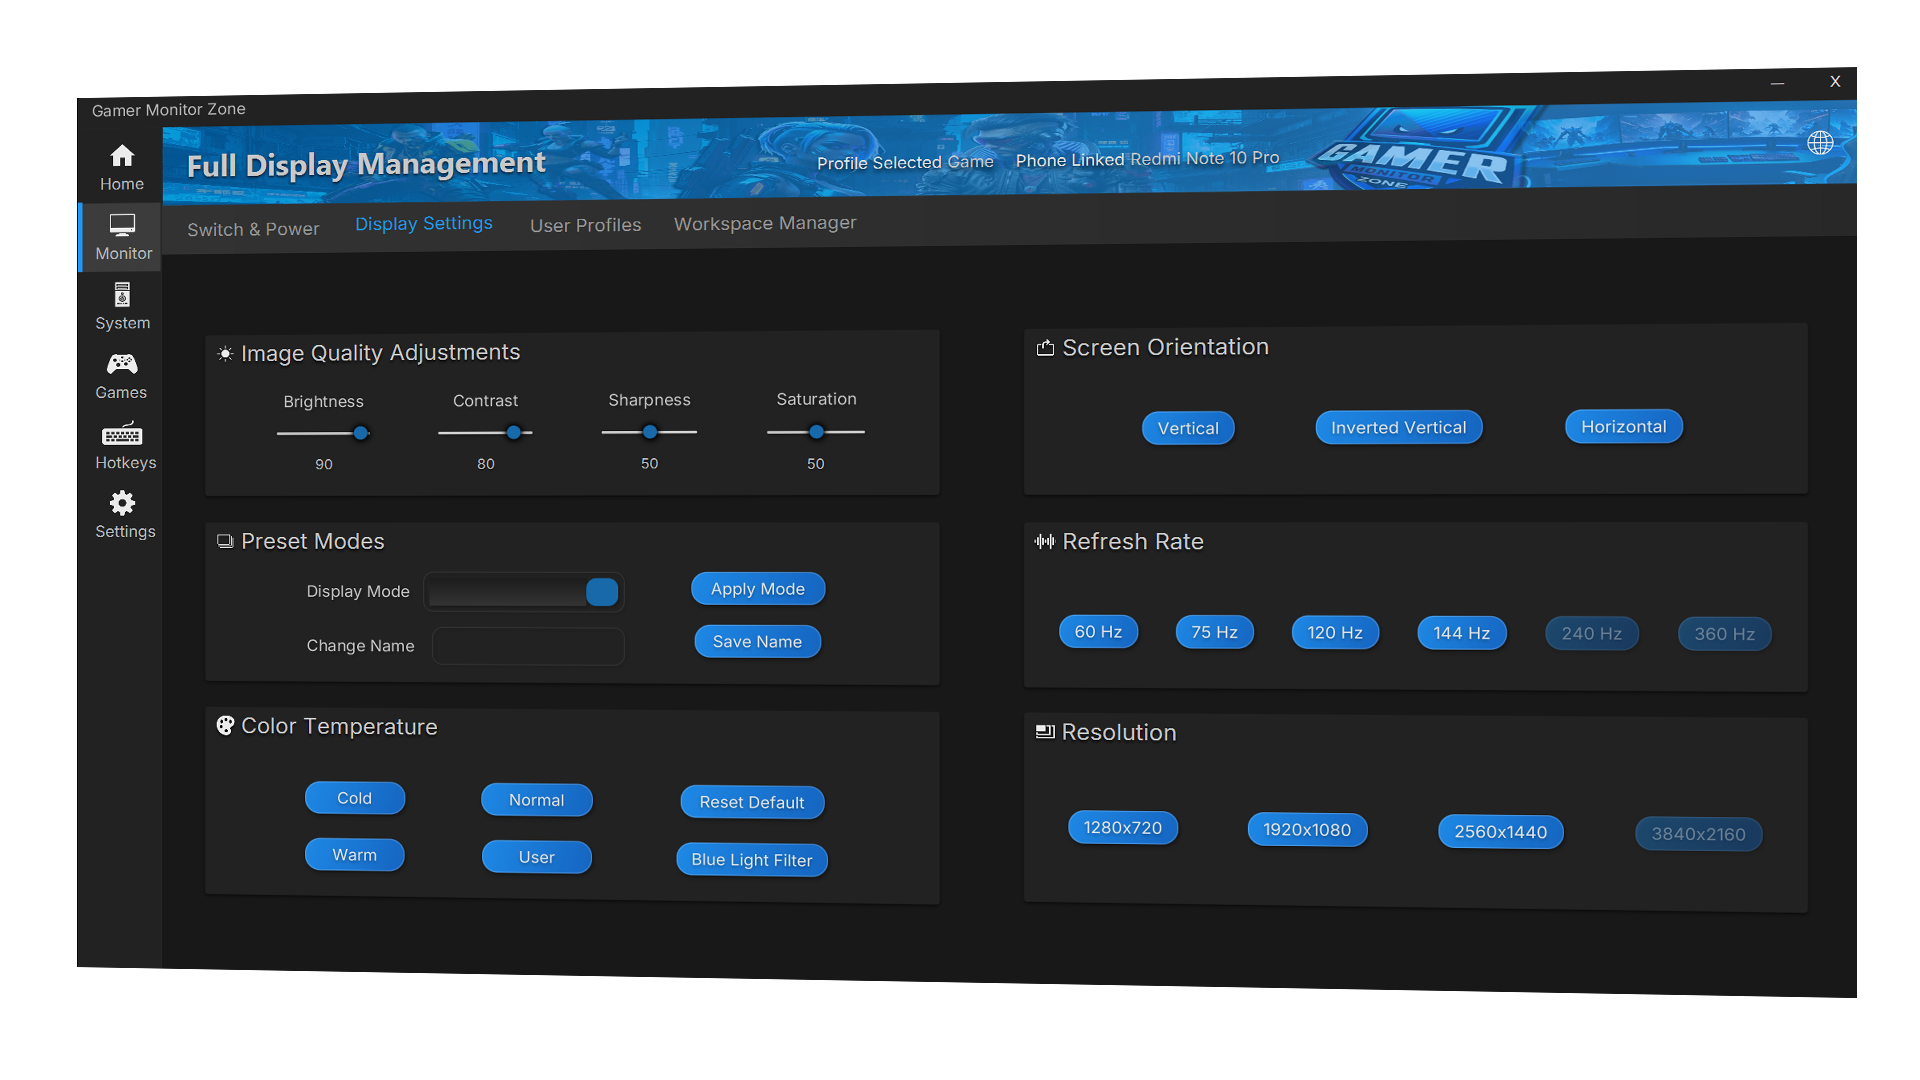 Gamer Monitor Zone
X
Full Display Management
Profile Selected Game
Phone Linked Redmi Note 10 Pro
GAMER
MONITOR
ZONE
Home
Monitor
System
Games
Hotkeys
Settings
Switch & Power
Display Settings
User Profiles
Workspace Manager
Image Quality Adjustments
Brightness
Contrast
Sharpness
Saturation
90
80
50
50
Screen Orientation
Vertical
Inverted Vertical
Horizontal
Preset Modes
Display Mode
Apply Mode
Change Name
Save Name
Refresh Rate
60 Hz
75 Hz
120 Hz
144 Hz
240 Hz
360 Hz
Color Temperature
Cold
Normal
Reset Default
Warm
User
Blue Light Filter
Resolution
1280x720
1920x1080
2560x1440
3840x2160